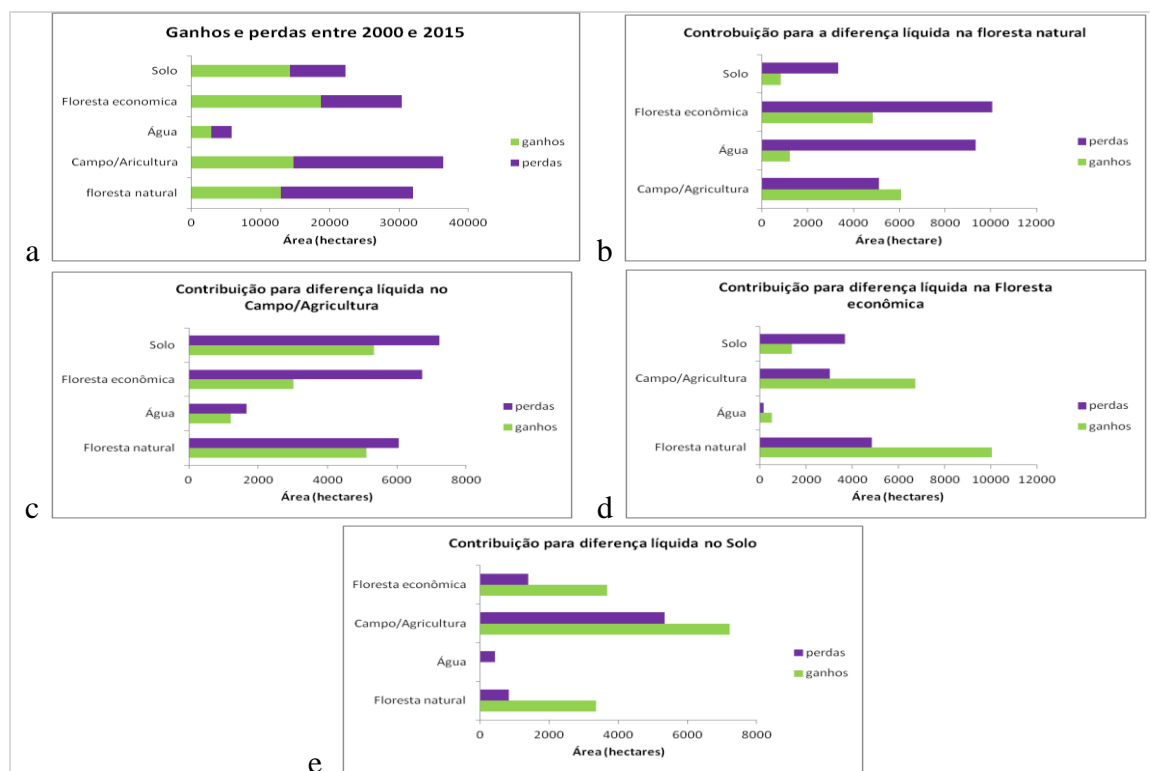 Ganhos e perdas entre 2000 e 2015
Solo
Floresta economica
Água
Campo/Aricultura
floresta natural
ganhos
perdas
0 10000 20000 30000 40000
Área (hectares)
a
Controbuição para a diferença líquida na floresta natural
Solo
Floresta econômica
Água
Campo/Agricultura
perdas
ganhos
0 2000 4000 6000 8000 10000 12000
Área (hectare)
b
Contribuição para diferença líquida no
Campo/Agricultura
Solo
Floresta econômica
Água
Floresta natural
perdas
ganhos
0 2000 4000 6000 8000
Área (hectares)
c
Contribuição para diferença líquida na Floresta
econômica
Solo
Campo/Agricultura
Água
Floresta natural
perdas
ganhos
0 2000 4000 6000 8000 10000 12000
Área (hectares)
d
Contribuição para diferença líquida no Solo
Floresta econômica
Campo/Agricultura
Água
Floresta natural
perdas
ganhos
0 2000 4000 6000 8000
Área (hectares)
e